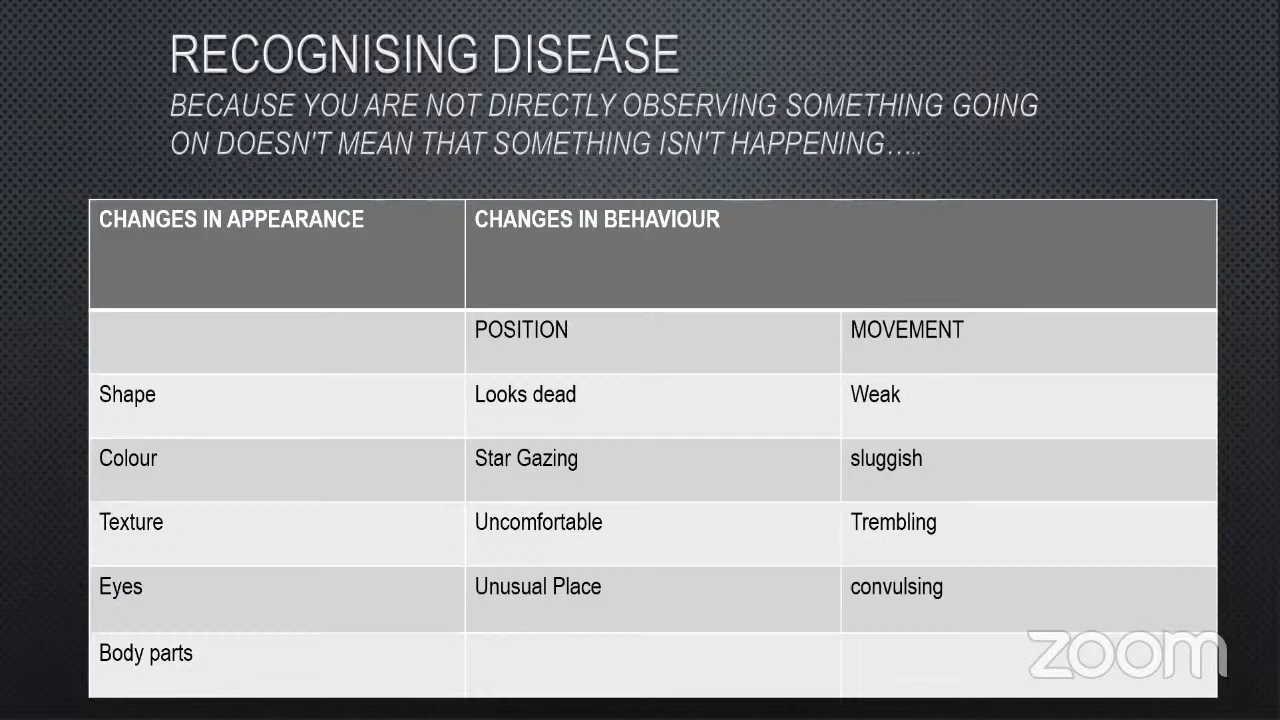 RECOGNISING DISEASE
BECAUSE YOU ARE NOT DIRECTLY OBSERVING SOMETHING GOING
ON DOESN'T MEAN THAT SOMETHING ISN'T HAPPENING…..
CHANGES IN APPEARANCE CHANGES IN BEHAVIOUR
POSITION MOVEMENT
Shape Looks dead Weak
Colour Star Gazing sluggish
Texture Uncomfortable Trembling
Eyes Unusual Place convulsing
Body parts
zoom